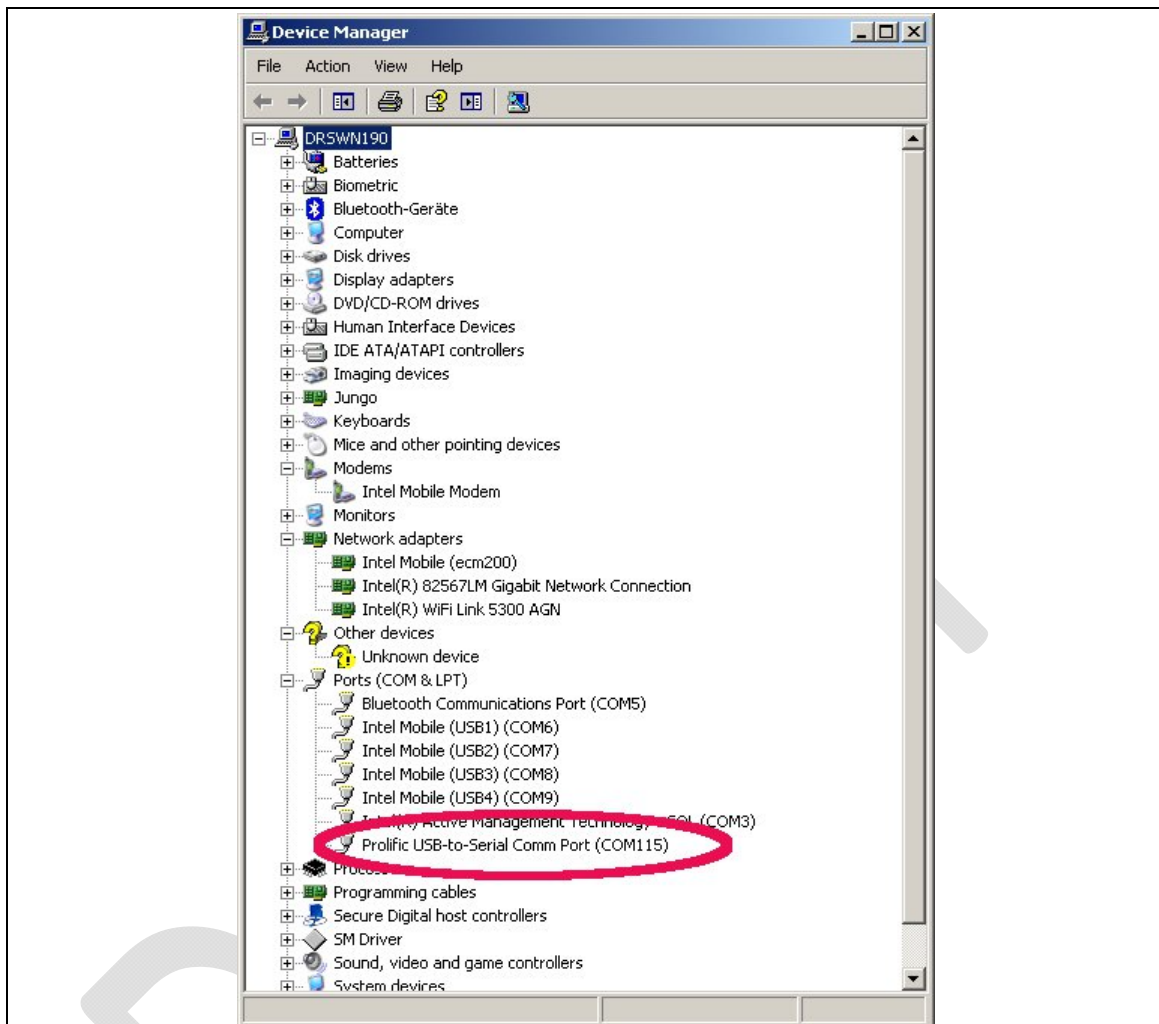 Device Manager
File Action View Help
DRSWN190
Batteries
Biometric
Bluetooth-Geräte
Computer
Disk drives
Display adapters
DVD/CD-ROM drives
Human Interface Devices
IDE ATA/ATAPI controllers
Imaging devices
Jungo
Keyboards
Mice and other pointing devices
Modems
Intel Mobile Modem
Monitors
Network adapters
Intel Mobile (ecm200)
Intel(R) 82567LM Gigabit Network Connection
Intel(R) WiFi Link 5300 AGN
Other devices
Unknown device
Ports (COM & LPT)
Bluetooth Communications Port (COM5)
Intel Mobile (USB1) (COM6)
Intel Mobile (USB2) (COM7)
Intel Mobile (USB3) (COM8)
Intel Mobile (USB4) (COM9)
Intel(R) Active Management Technology (COM3)
Prolific USB-to-Serial Comm Port (COM115)
Programming cables
Secure Digital host controllers
SM Driver
Sound, video and game controllers
System devices